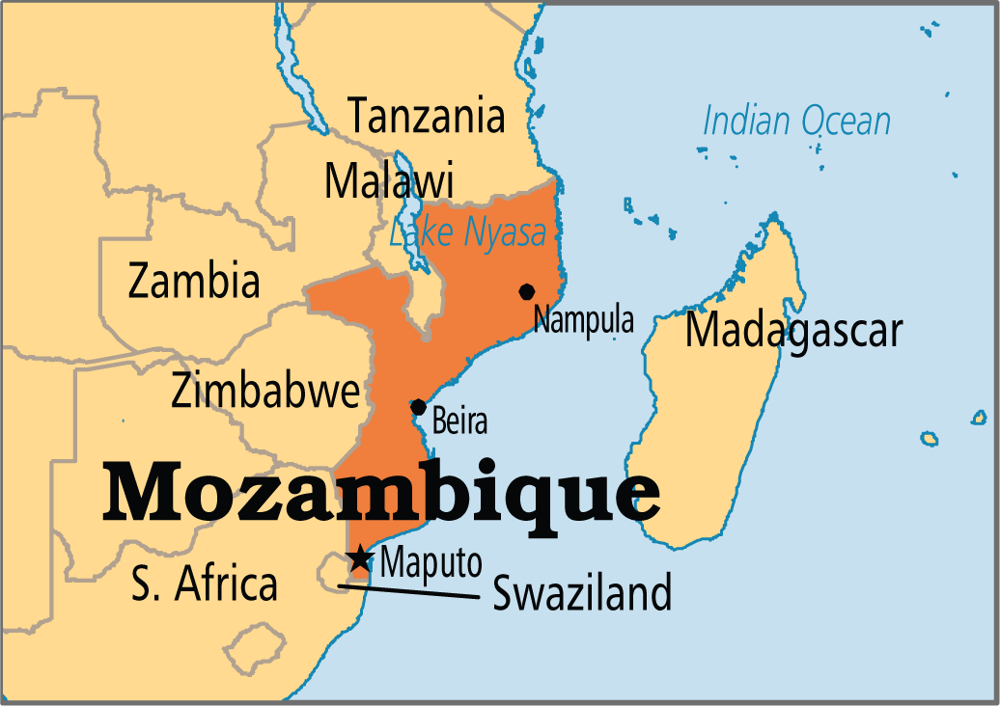 Tanzania
Indian Ocean
Malawi
Lake Nyasa
Zambia
Nampula
Madagascar
Zimbabwe
Beira
Mozambique
Maputo
S. Africa
Swaziland